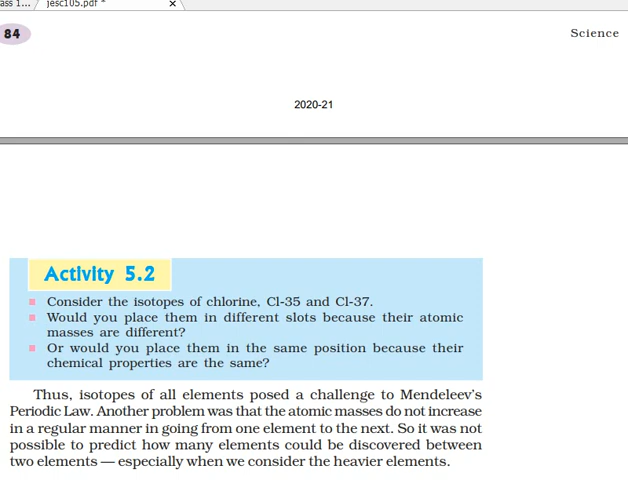 ass 1... jesc105.pdf *
84
Science
2020-21
Activity 5.2
Consider the isotopes of chlorine, Cl-35 and Cl-37.
Would you place them in different slots because their atomic
masses are different?
Or would you place them in the same position because their
chemical properties are the same?
Thus, isotopes of all elements posed a challenge to Mendeleev's
Periodic Law. Another problem was that the atomic masses do not increase
in a regular manner in going from one element to the next. So it was not
possible to predict how many elements could be discovered between
two elements — especially when we consider the heavier elements.